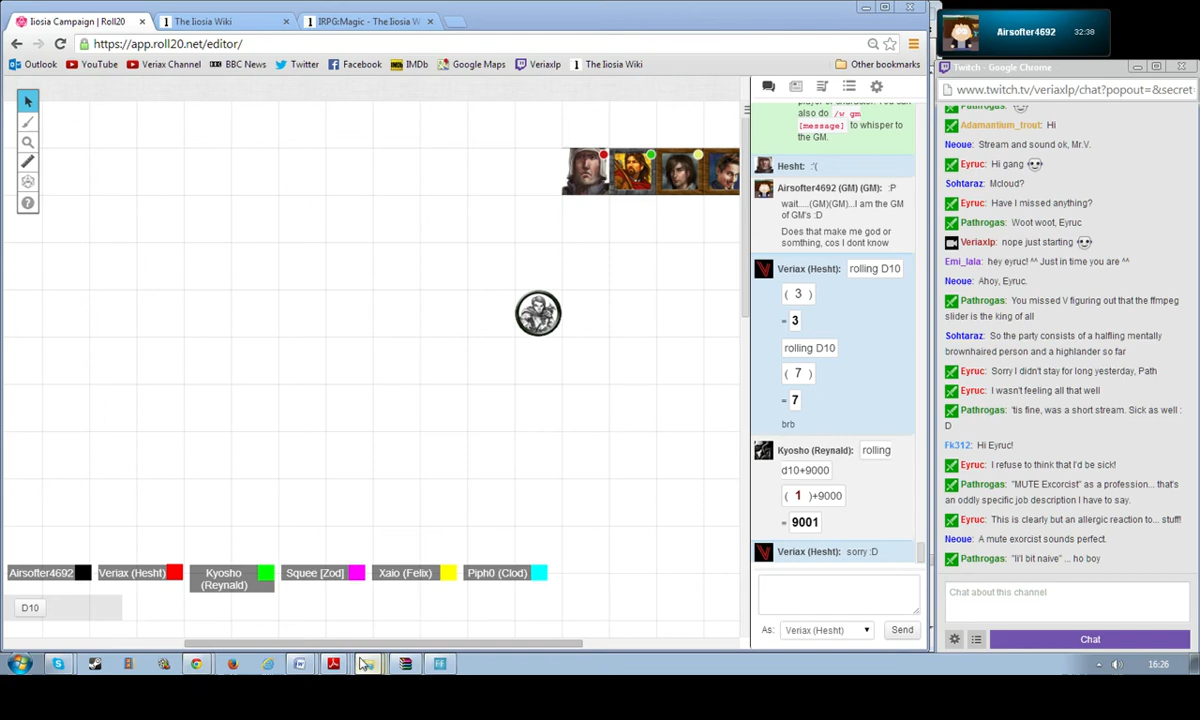 Iiosia Campaign | Roll20
The Iiosia Wiki
IRPG:Magic - The Iiosia W
https://app.roll20.net/editor/
Outlook
YouTube
Veriax Channel
BBC News
Twitter
Facebook
IMDb
Google Maps
Veriaxlp
The Iiosia Wiki
Other bookmarks
also do /w gm
[message] to whisper to
the GM.
Hesht: :'(
Airsofter4692 (GM) (GM): :P
wait.....(GM)(GM)...I am the GM
of GM's :D
Does that make me god or
somthing, cos I dont know
Veriax (Hesht): rolling D10
( 3 )
= 3
rolling D10
( 7 )
= 7
brb
Kyosho (Reynald): rolling
d10+9000
( 1 )+9000
= 9001
Veriax (Hesht): sorry :D
As: Veriax (Hesht)
Send
Airsofter4692
Veriax (Hesht)
Kyosho
(Reynald)
Squee [Zod]
Xaio (Felix)
Piph0 (Clod)
D10
Airsofter4692 32:38
Twitch - Google Chrome
www.twitch.tv/veriaxlp/chat?popout=&secret
Pathrogas:
Adamantium_trout: Hi
Neoue: Stream and sound ok, Mr.V.
Eyruc: Hi gang
Sohtaraz: Mcloud?
Eyruc: Have I missed anything?
Pathrogas: Woot woot, Eyruc
Veriaxlp: nope just starting
Emi_lala: hey eyruc! ^^ Just in time you are ^^
Neoue: Ahoy, Eyruc.
Pathrogas: You missed V figuring out that the ffmpeg
slider is the king of all
Sohtaraz: So the party consists of a halfling mentally
brownhaired person and a highlander so far
Eyruc: Sorry I didn't stay for long yesterday, Path
Eyruc: I wasn't feeling all that well
Pathrogas: 'tis fine, was a short stream. Sick as well :
D
Fk312: Hi Eyruc!
Eyruc: I refuse to think that I'd be sick!
Pathrogas: "MUTE Exorcist" as a profession... that's
an oddly specific job description I have to say.
Eyruc: This is clearly but an allergic reaction to... stuff!
Neoue: A mute exorcist sounds perfect.
Pathrogas: "li'l bit naive" ... ho boy
Chat about this channel
Chat
16:26